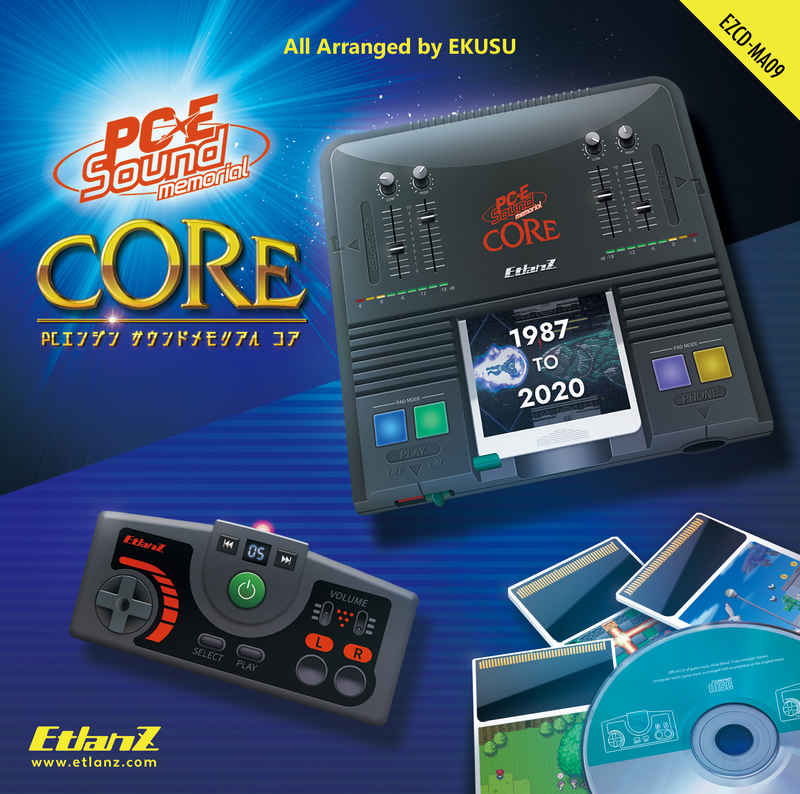 All Arranged by EKUSU
EZCD-MA09
PC★E
Sound
memorial
CORE
PCエンジン サウンドメモリアル コア
PC★E
Sound
memorial
CORE
EtlanZ
1987
TO
2020
PAD MODE
PLAY
PAD MODE
PHONE
EtlanZ
05
VOLUME
L R
SELECT PLAY
EtlanZ
www.etlanz.com